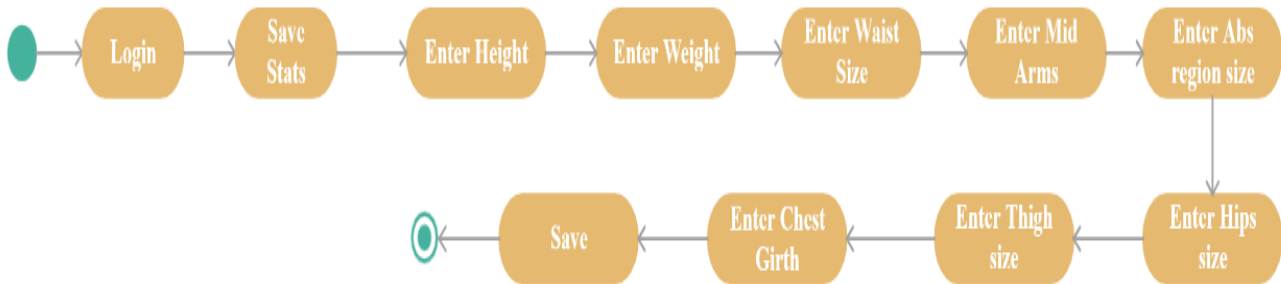 Login
Save
Stats
Enter Height
Enter Weight
Enter Waist
Size
Enter Mid
Arms
Enter Abs
region size
Enter Hips
size
Enter Thigh
size
Enter Chest
Girth
Save